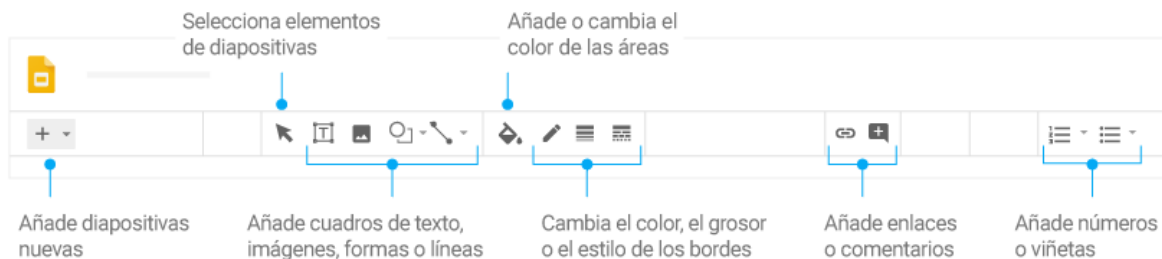 Selecciona elementos
de diapositivas
Añade o cambia el
color de las áreas
Añade diapositivas
nuevas
Añade cuadros de texto,
imágenes, formas o líneas
Cambia el color, el grosor
o el estilo de los bordes
Añade enlaces
o comentarios
Añade números
o viñetas